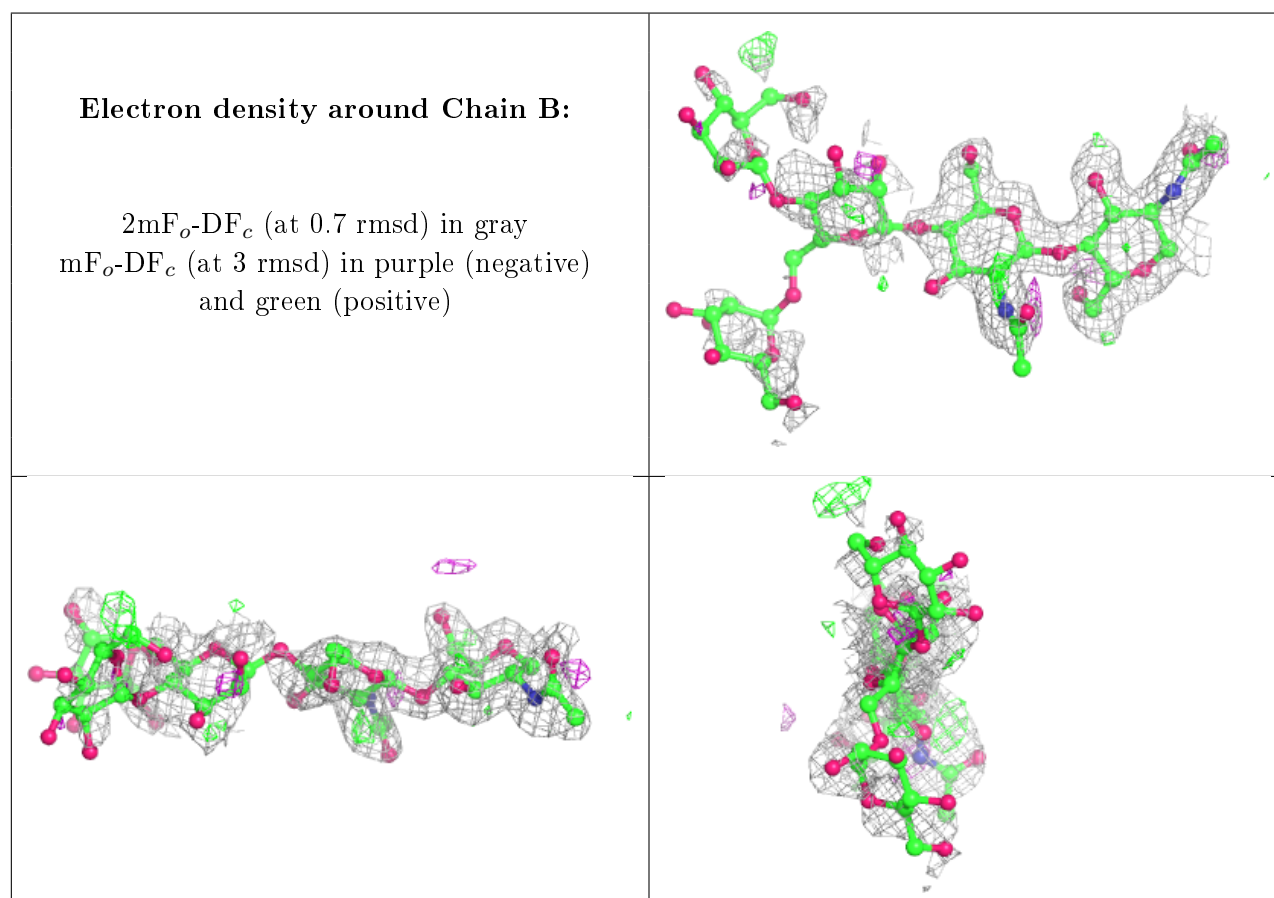 Electron density around Chain B:
2mFₒ-DF𝒸 (at 0.7 rmsd) in gray
mFₒ-DF𝒸 (at 3 rmsd) in purple (negative)
and green (positive)